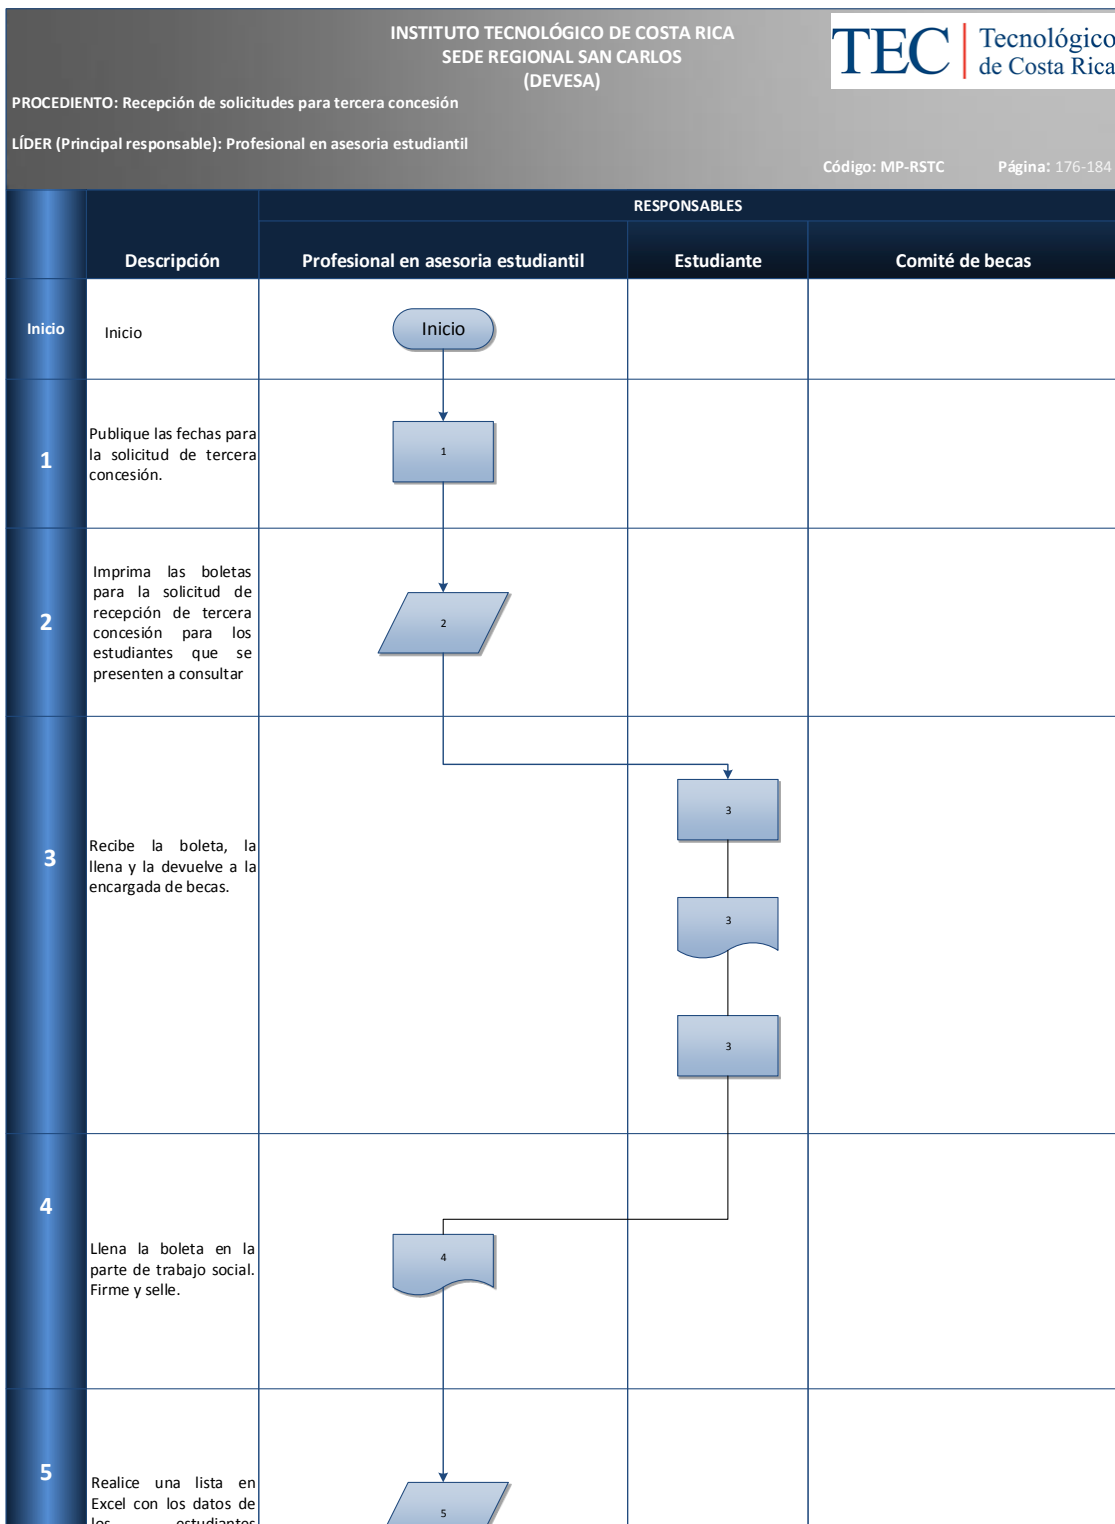 INSTITUTO TECNOLÓGICO DE COSTA RICA
SEDE REGIONAL SAN CARLOS
(DEVESA)
TEC | Tecnológico
de Costa Rica
PROCEDIENTO: Recepción de solicitudes para tercera concesión
LÍDER (Principal responsable): Profesional en asesoria estudiantil
Código: MP-RSTC Página: 176-184
RESPONSABLES
Descripción Profesional en asesoria estudiantil Estudiante Comité de becas
Inicio Inicio Inicio
1
Publique las fechas para
la solicitud de tercera
concesión.
1
2
Imprima las boletas
para la solicitud de
recepción de tercera
concesión para los
estudiantes que se
presenten a consultar
2
3
Recibe la boleta, la
llena y la devuelve a la
encargada de becas.
3
3
3
4
Llena la boleta en la
parte de trabajo social.
Firme y selle.
4
5
Realice una lista en
Excel con los datos de
los estudiantes
5